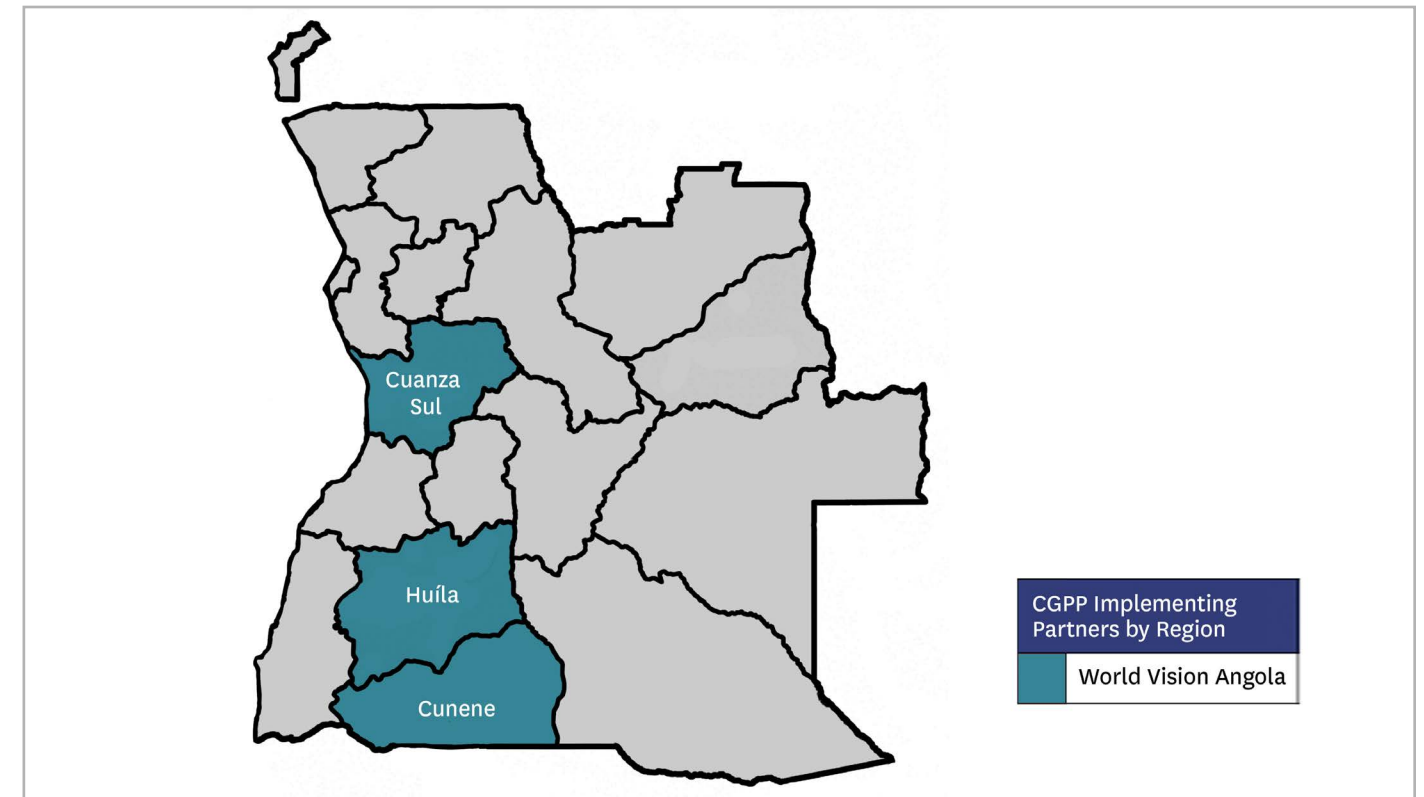 Cuanza
Sul
Huíla
Cunene
CGPP Implementing
Partners by Region
World Vision Angola